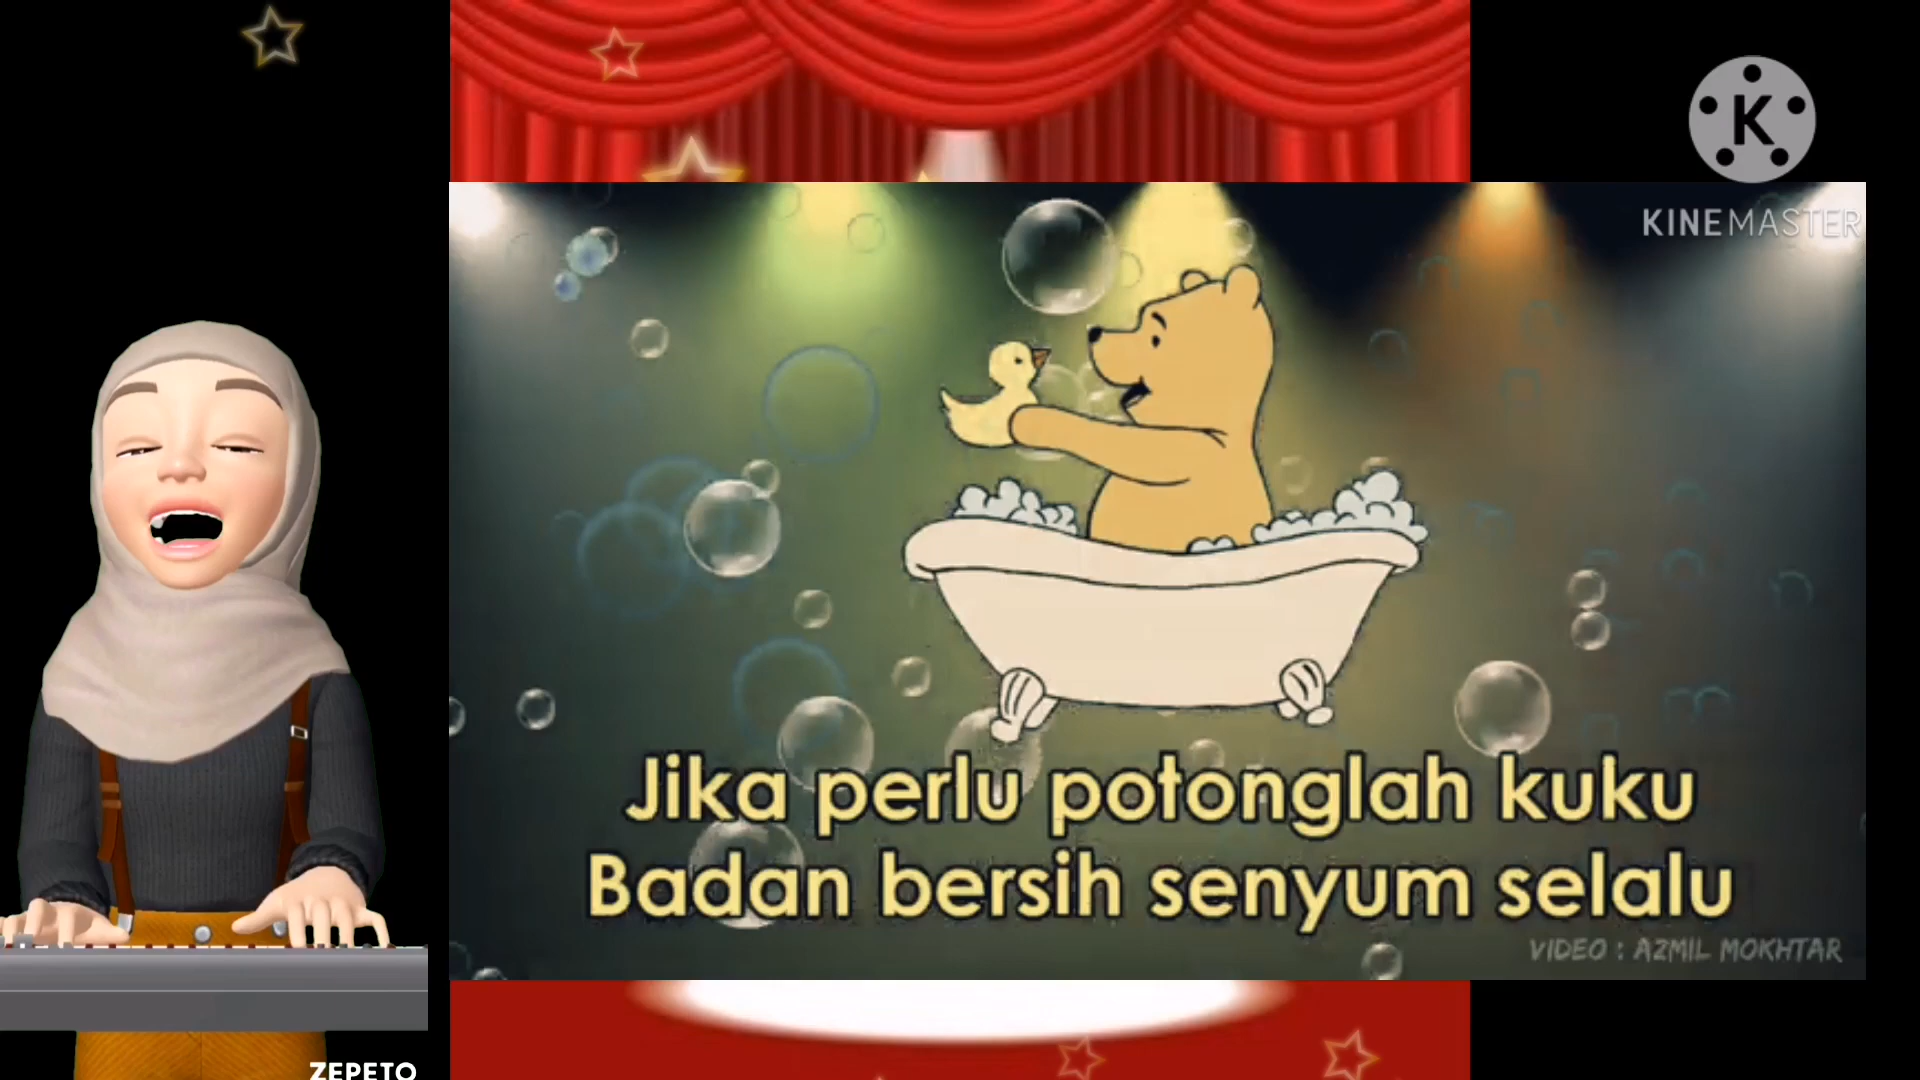 K
KINEMASTER
Jika perlu potonglah kuku
Badan bersih senyum selalu
VIDEO : AZMIL MOKHTAR
ZEPETO